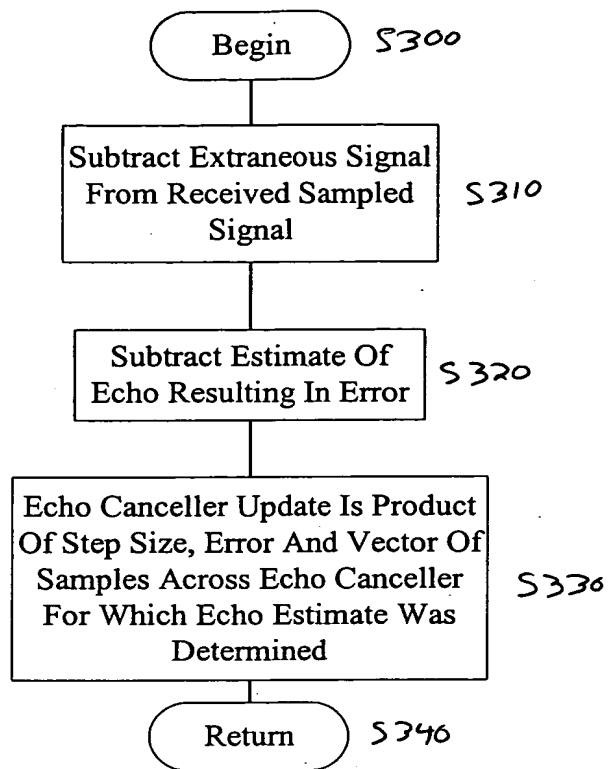 Begin S300
Subtract Extraneous Signal
From Received Sampled
Signal
S310
Subtract Estimate Of
Echo Resulting In Error
S320
Echo Canceller Update Is Product
Of Step Size, Error And Vector Of
Samples Across Echo Canceller
For Which Echo Estimate Was
Determined
S330
Return S340